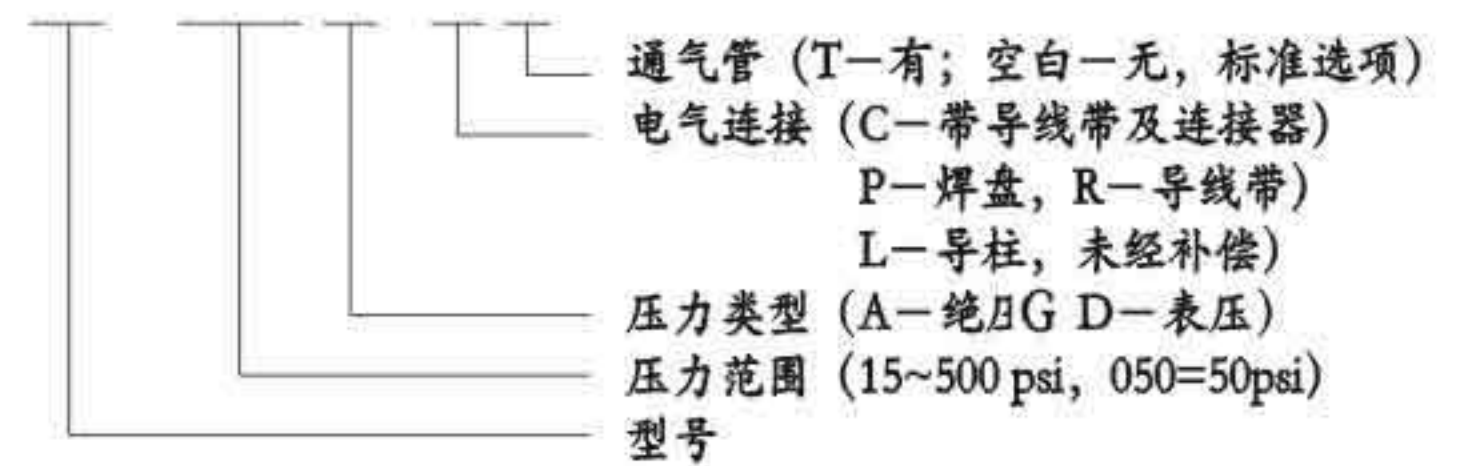 通气管（T－有；空白－无，标准选项）
电气连接（C－带导线带及连接器）
P－焊盘，R－导线带）
L－导柱，未经补偿）
压力类型（A－绝 G D－表压）
压力范围（15~500 psi，050=50psi）
型号